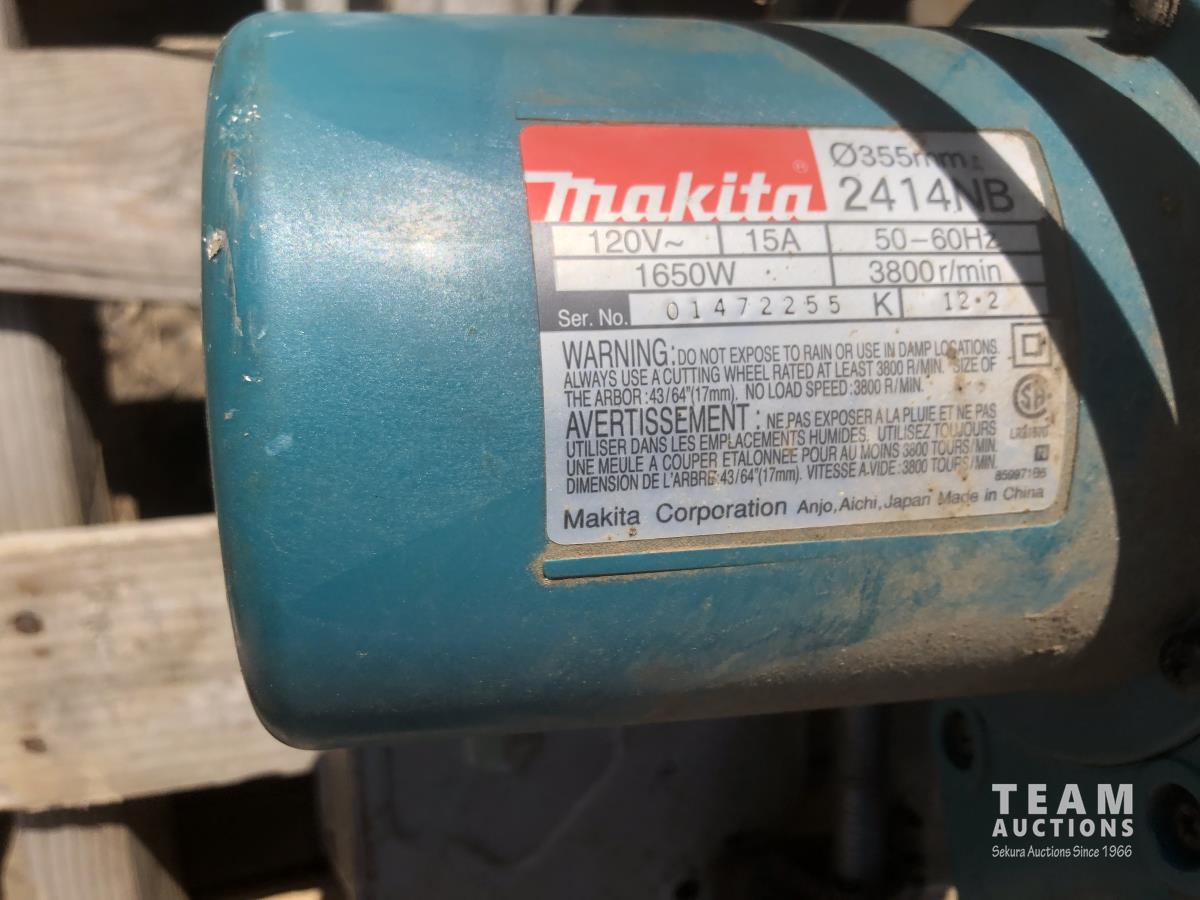 makita® Ø355mm
2414NB
120V~ 15A 50-60Hz
1650W 3800r/min
Ser. No. 01472255 K 12·2
WARNING: DO NOT EXPOSE TO RAIN OR USE IN DAMP LOCATIONS.
ALWAYS USE A CUTTING WHEEL RATED AT LEAST 3800 R/MIN. SIZE OF
THE ARBOR :43/64"(17mm). NO LOAD SPEED :3800 R/MIN.
AVERTISSEMENT : NE PAS EXPOSER A LA PLUIE ET NE PAS
UTILISER DANS LES EMPLACEMENTS HUMIDES. UTILISEZ TOUJOURS
UNE MEULE A COUPER ETALONNEE POUR AU MOINS 3800 TOURS/MIN.
DIMENSION DE L'ARBRE:43/64"(17mm). VITESSE A VIDE: 3800 TOURS/MIN.
Makita Corporation Anjo, Aichi, Japan Made in China
TEAM
AUCTIONS
Sekura Auctions Since 1966